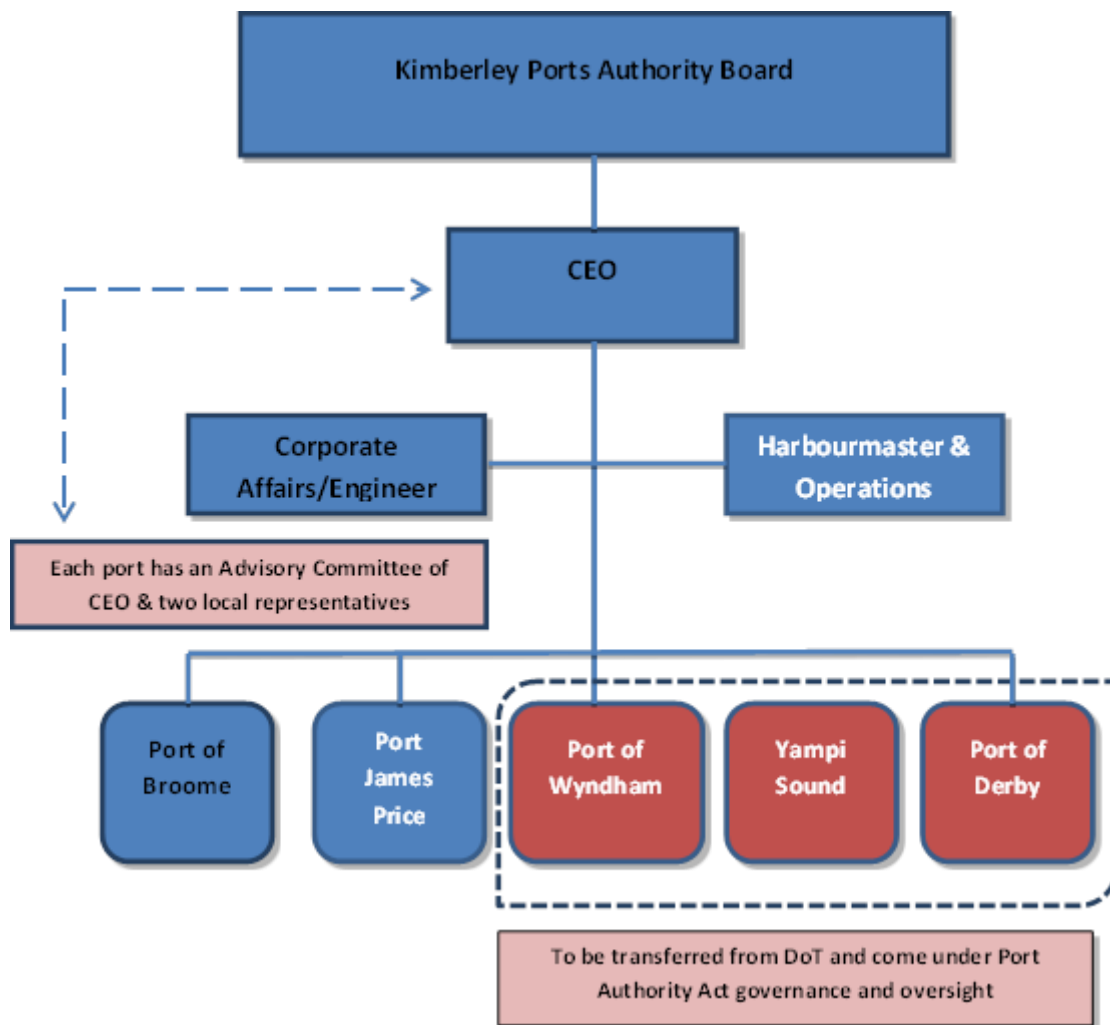 Kimberley Ports Authority Board
CEO
Corporate
Affairs/Engineer
Harbourmaster &
Operations
Each port has an Advisory Committee of
CEO & two local representatives
Port of
Broome
Port
James
Price
Port of
Wyndham
Yampi
Sound
Port of
Derby
To be transferred from DoT and come under Port
Authority Act governance and oversight